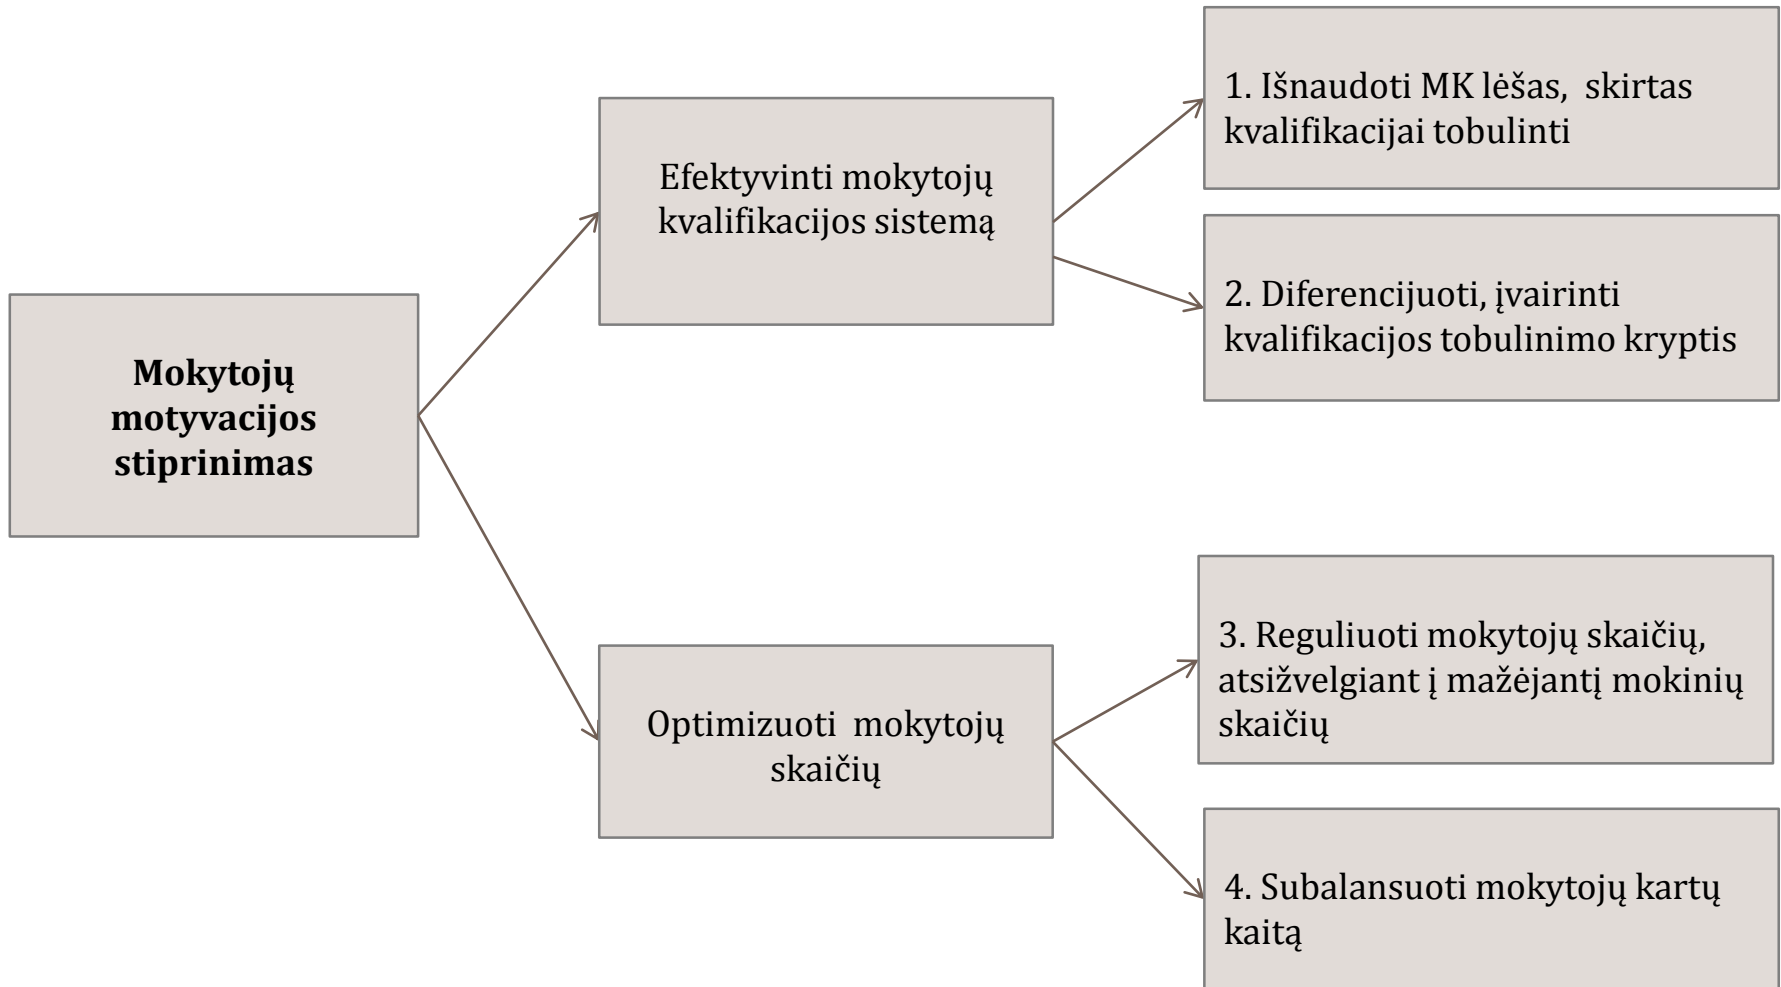 1. Išnaudoti MK lėšas, skirtas
kvalifikacijai tobulinti
Efektyvinti mokytojų
kvalifikacijos sistemą
2. Diferencijuoti, įvairinti
kvalifikacijos tobulinimo kryptis
Mokytojų
motyvacijos
stiprinimas
3. Reguliuoti mokytojų skaičių,
atsižvelgiant į mažėjantį mokinių
skaičių
Optimizuoti mokytojų
skaičių
4. Subalansuoti mokytojų kartų
kaitą